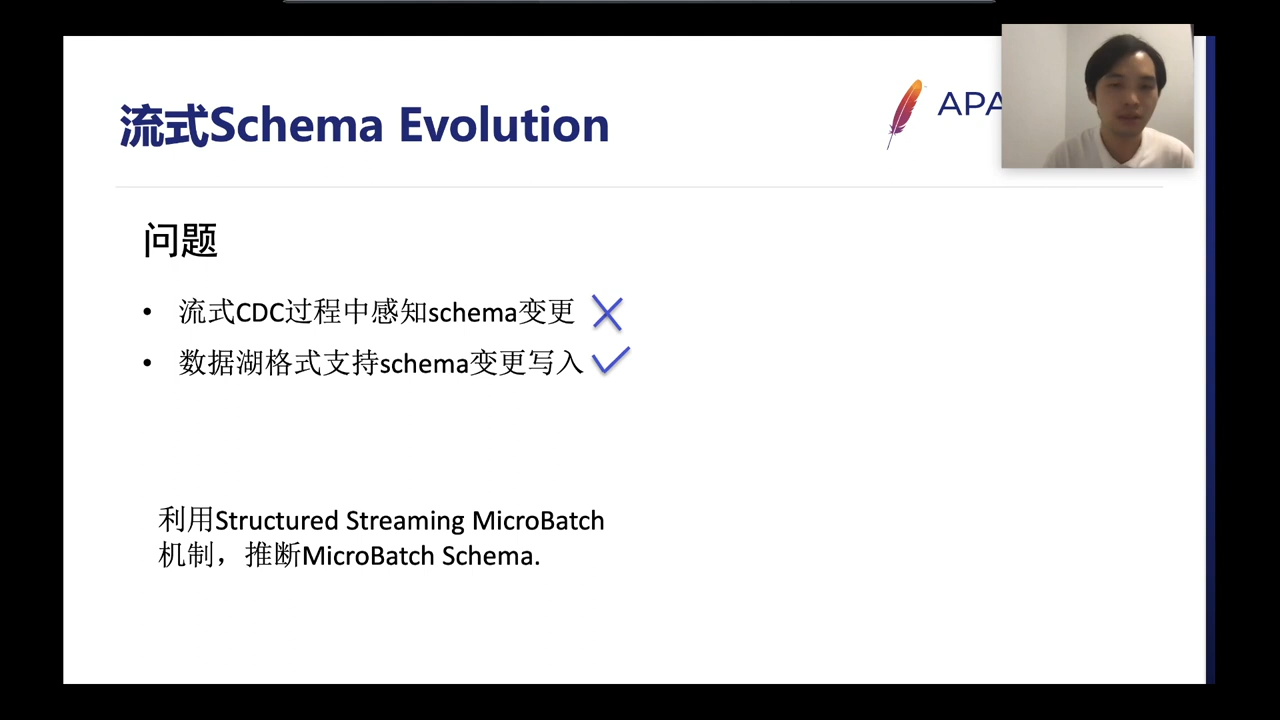 流式Schema Evolution
APA
问题
• 流式CDC过程中感知schema变更
• 数据湖格式支持schema变更写入
利用Structured Streaming MicroBatch
机制，推断MicroBatch Schema.